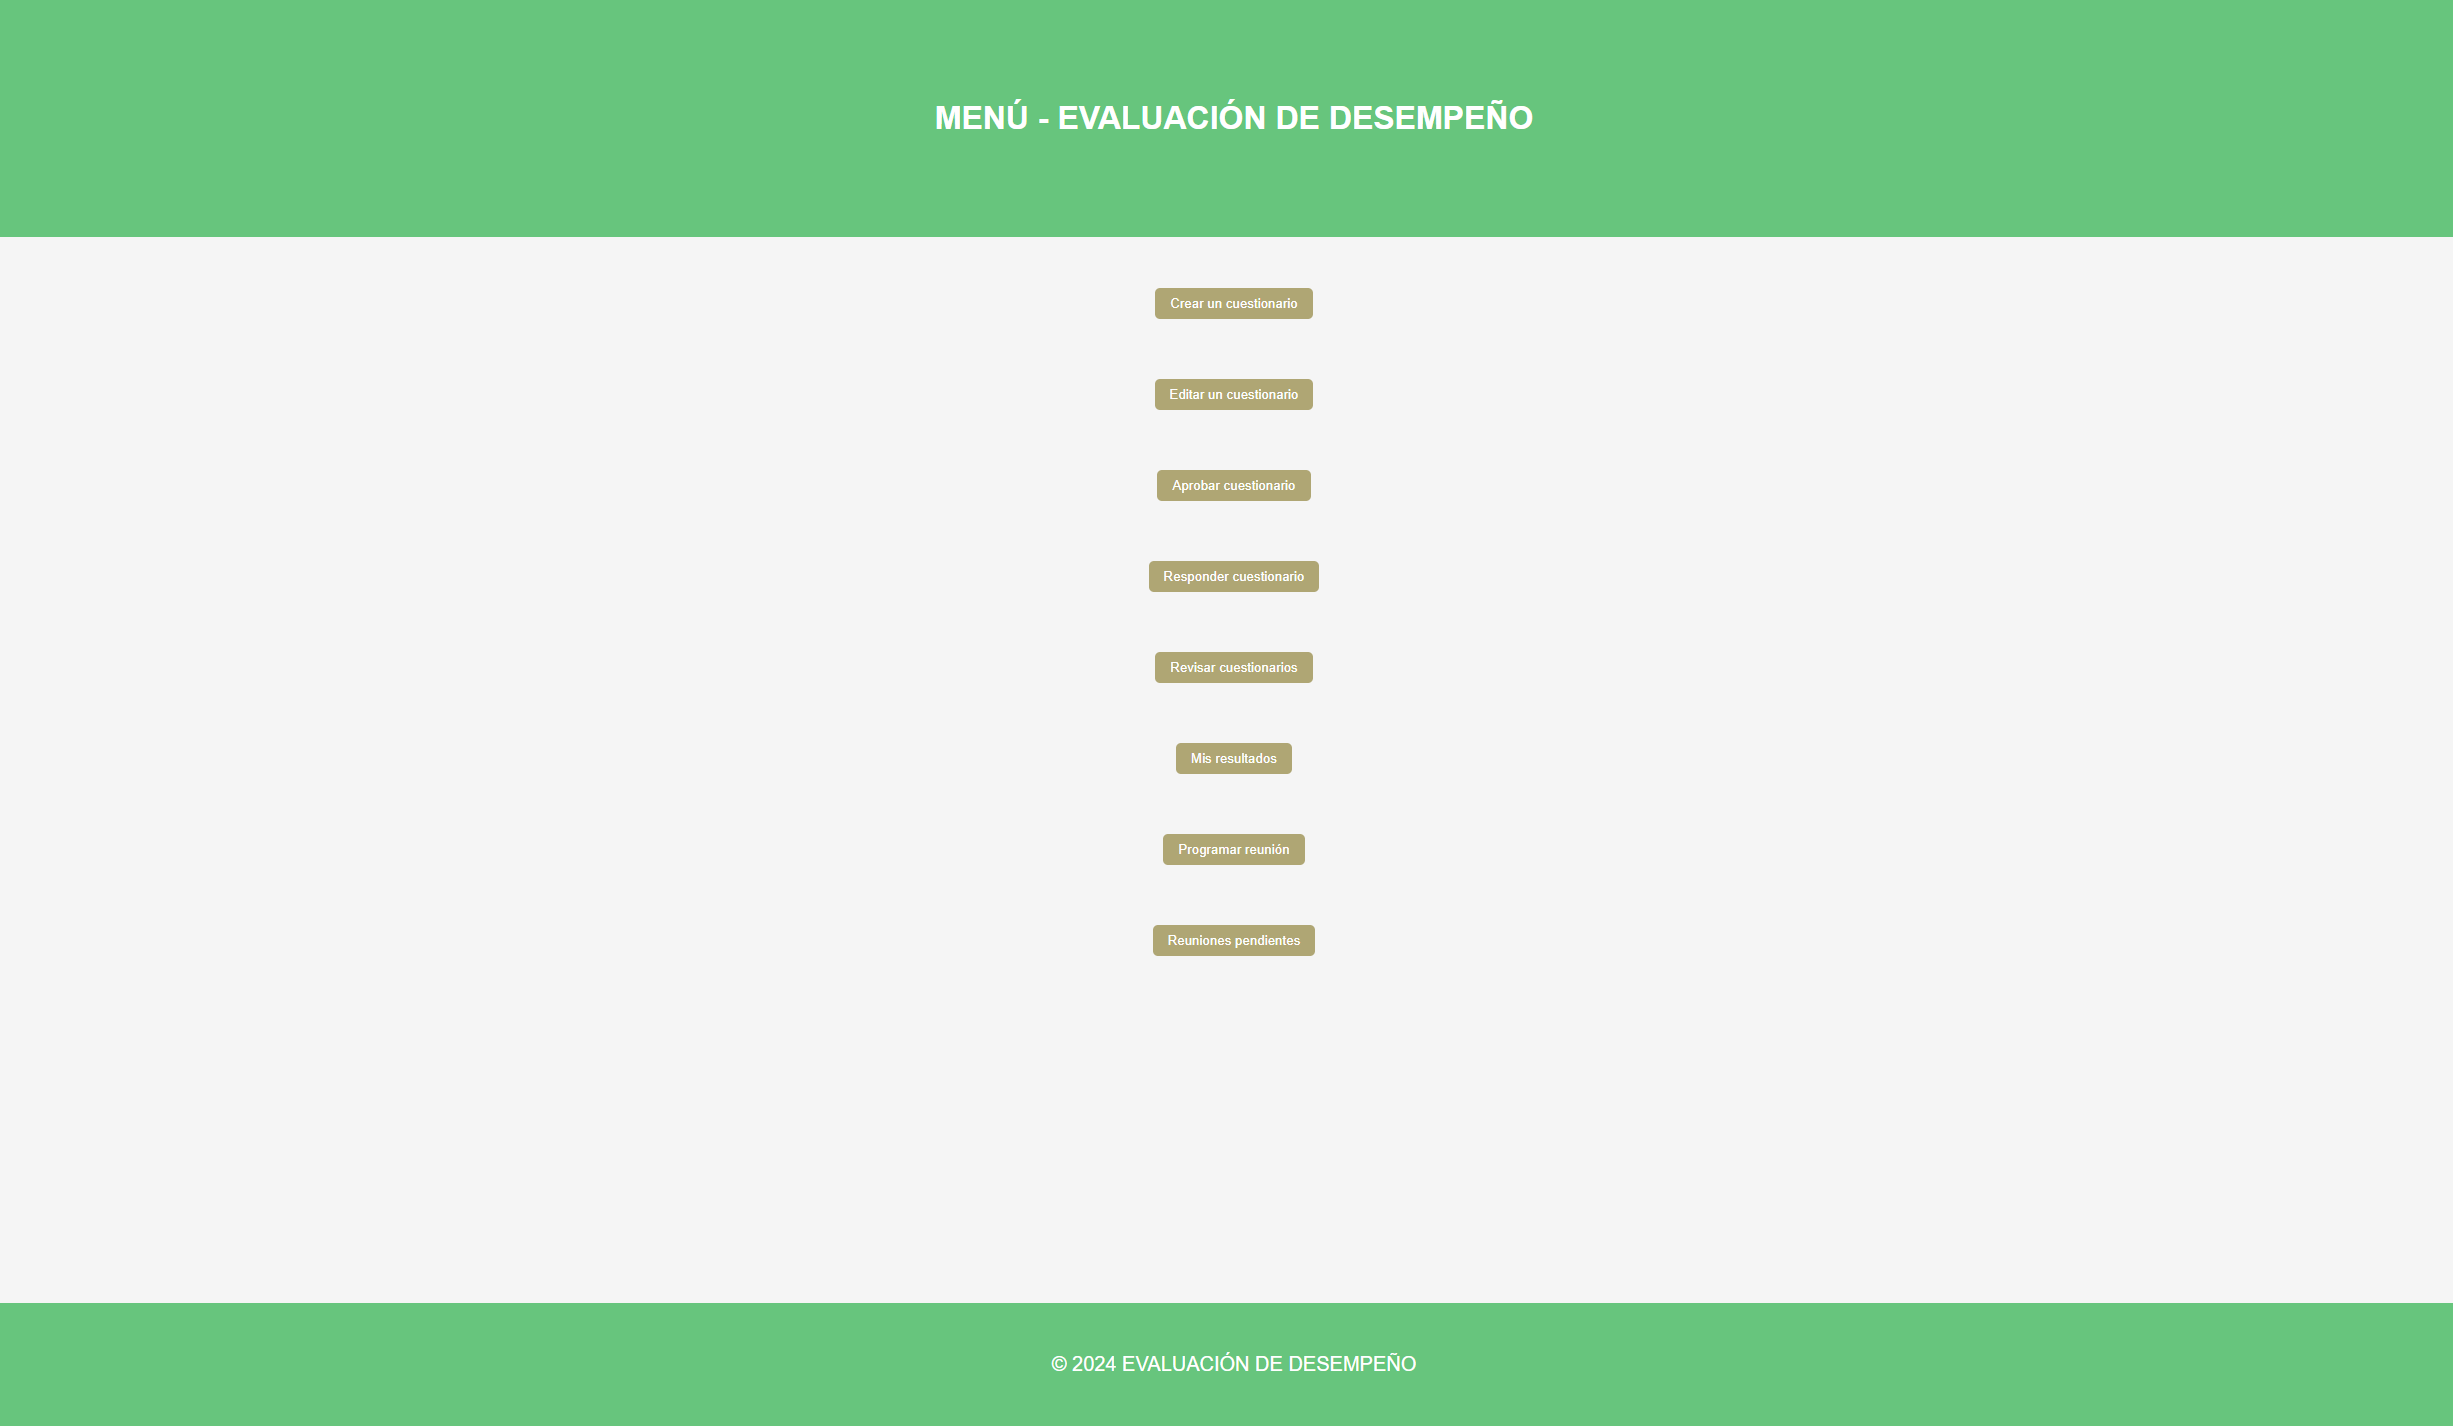 MENÚ - EVALUACIÓN DE DESEMPEÑO
Crear un cuestionario
Editar un cuestionario
Aprobar cuestionario
Responder cuestionario
Revisar cuestionarios
Mis resultados
Programar reunión
Reuniones pendientes
© 2024 EVALUACIÓN DE DESEMPEÑO